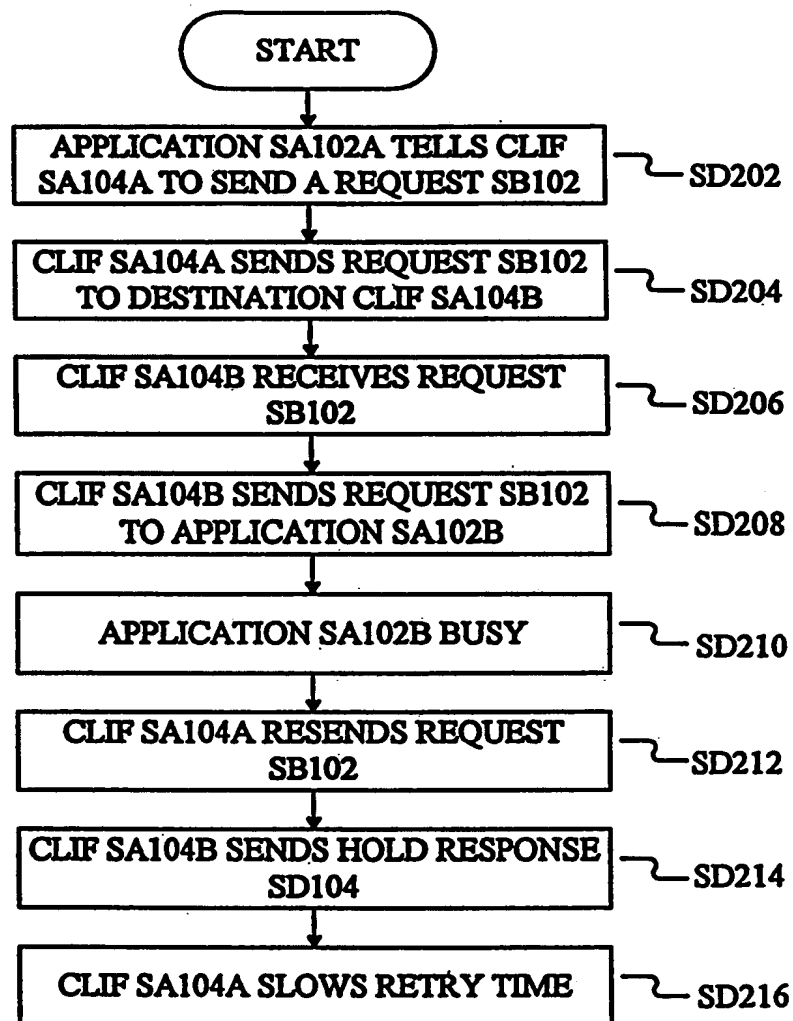 START
APPLICATION SA102A TELLS CLIF
SA104A TO SEND A REQUEST SB102
SD202
CLIF SA104A SENDS REQUEST SB102
TO DESTINATION CLIF SA104B
SD204
CLIF SA104B RECEIVES REQUEST
SB102
SD206
CLIF SA104B SENDS REQUEST SB102
TO APPLICATION SA102B
SD208
APPLICATION SA102B BUSY
SD210
CLIF SA104A RESENDS REQUEST
SB102
SD212
CLIF SA104B SENDS HOLD RESPONSE
SD104
SD214
CLIF SA104A SLOWS RETRY TIME
SD216